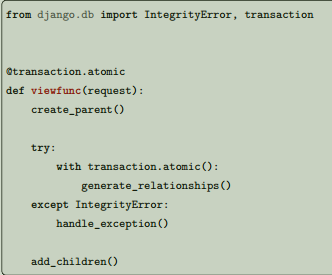 from django.db import IntegrityError, transaction
@transaction.atomic
def viewfunc(request):
    create_parent()
    try:
        with transaction.atomic():
            generate_relationships()
    except IntegrityError:
        handle_exception()
    add_children()